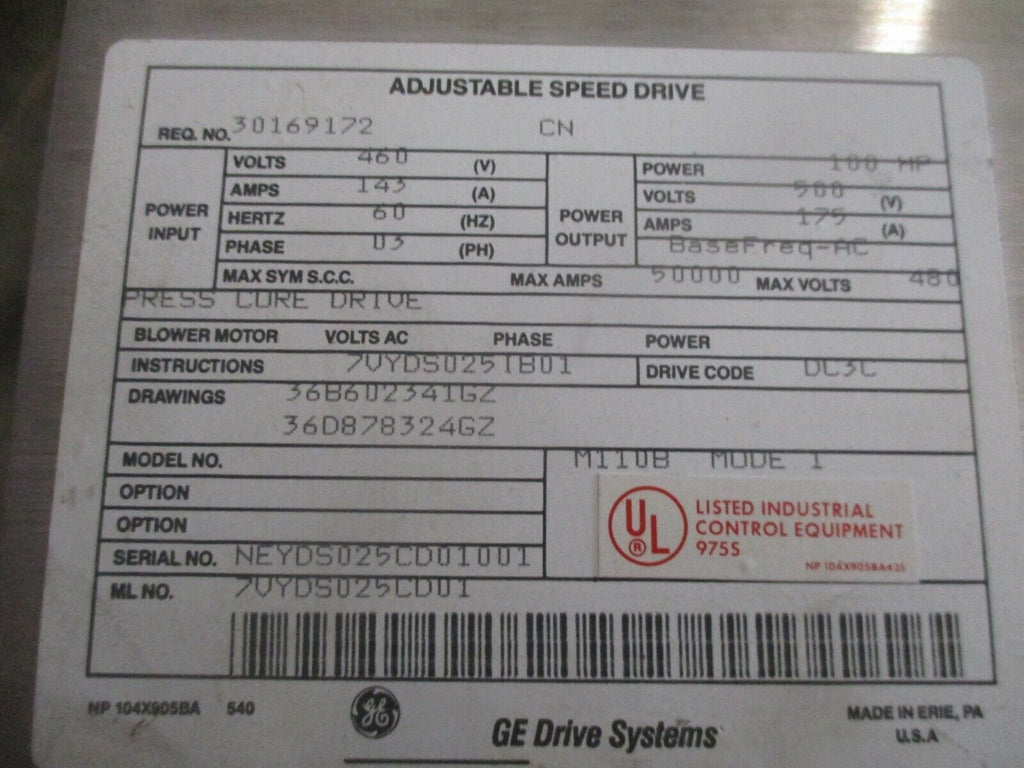 ADJUSTABLE SPEED DRIVE
REQ. NO. 30169172 CN
POWER INPUT
VOLTS 460 (V)
AMPS 143 (A)
HERTZ 60 (HZ)
PHASE 03 (PH)
POWER OUTPUT
POWER 100 HP
VOLTS 500 (V)
AMPS 175 (A)
BaseFreq-AC
MAX SYM S.C.C. MAX AMPS 50000 MAX VOLTS 480
PRESS CORE DRIVE
BLOWER MOTOR VOLTS AC PHASE POWER
INSTRUCTIONS 7VYDS025IB01 DRIVE CODE DC3C
DRAWINGS 36B602341GZ
36D878324GZ
MODEL NO. M110B MODE 1
OPTION
OPTION
SERIAL NO. NEYDS025CD01001
ML NO. 7VYDS025CD01
UL ®
LISTED INDUSTRIAL
CONTROL EQUIPMENT
975S
NP 104X905BA435
NP 104X905BA 540
GE
GE Drive Systems
MADE IN ERIE, PA
U.S.A